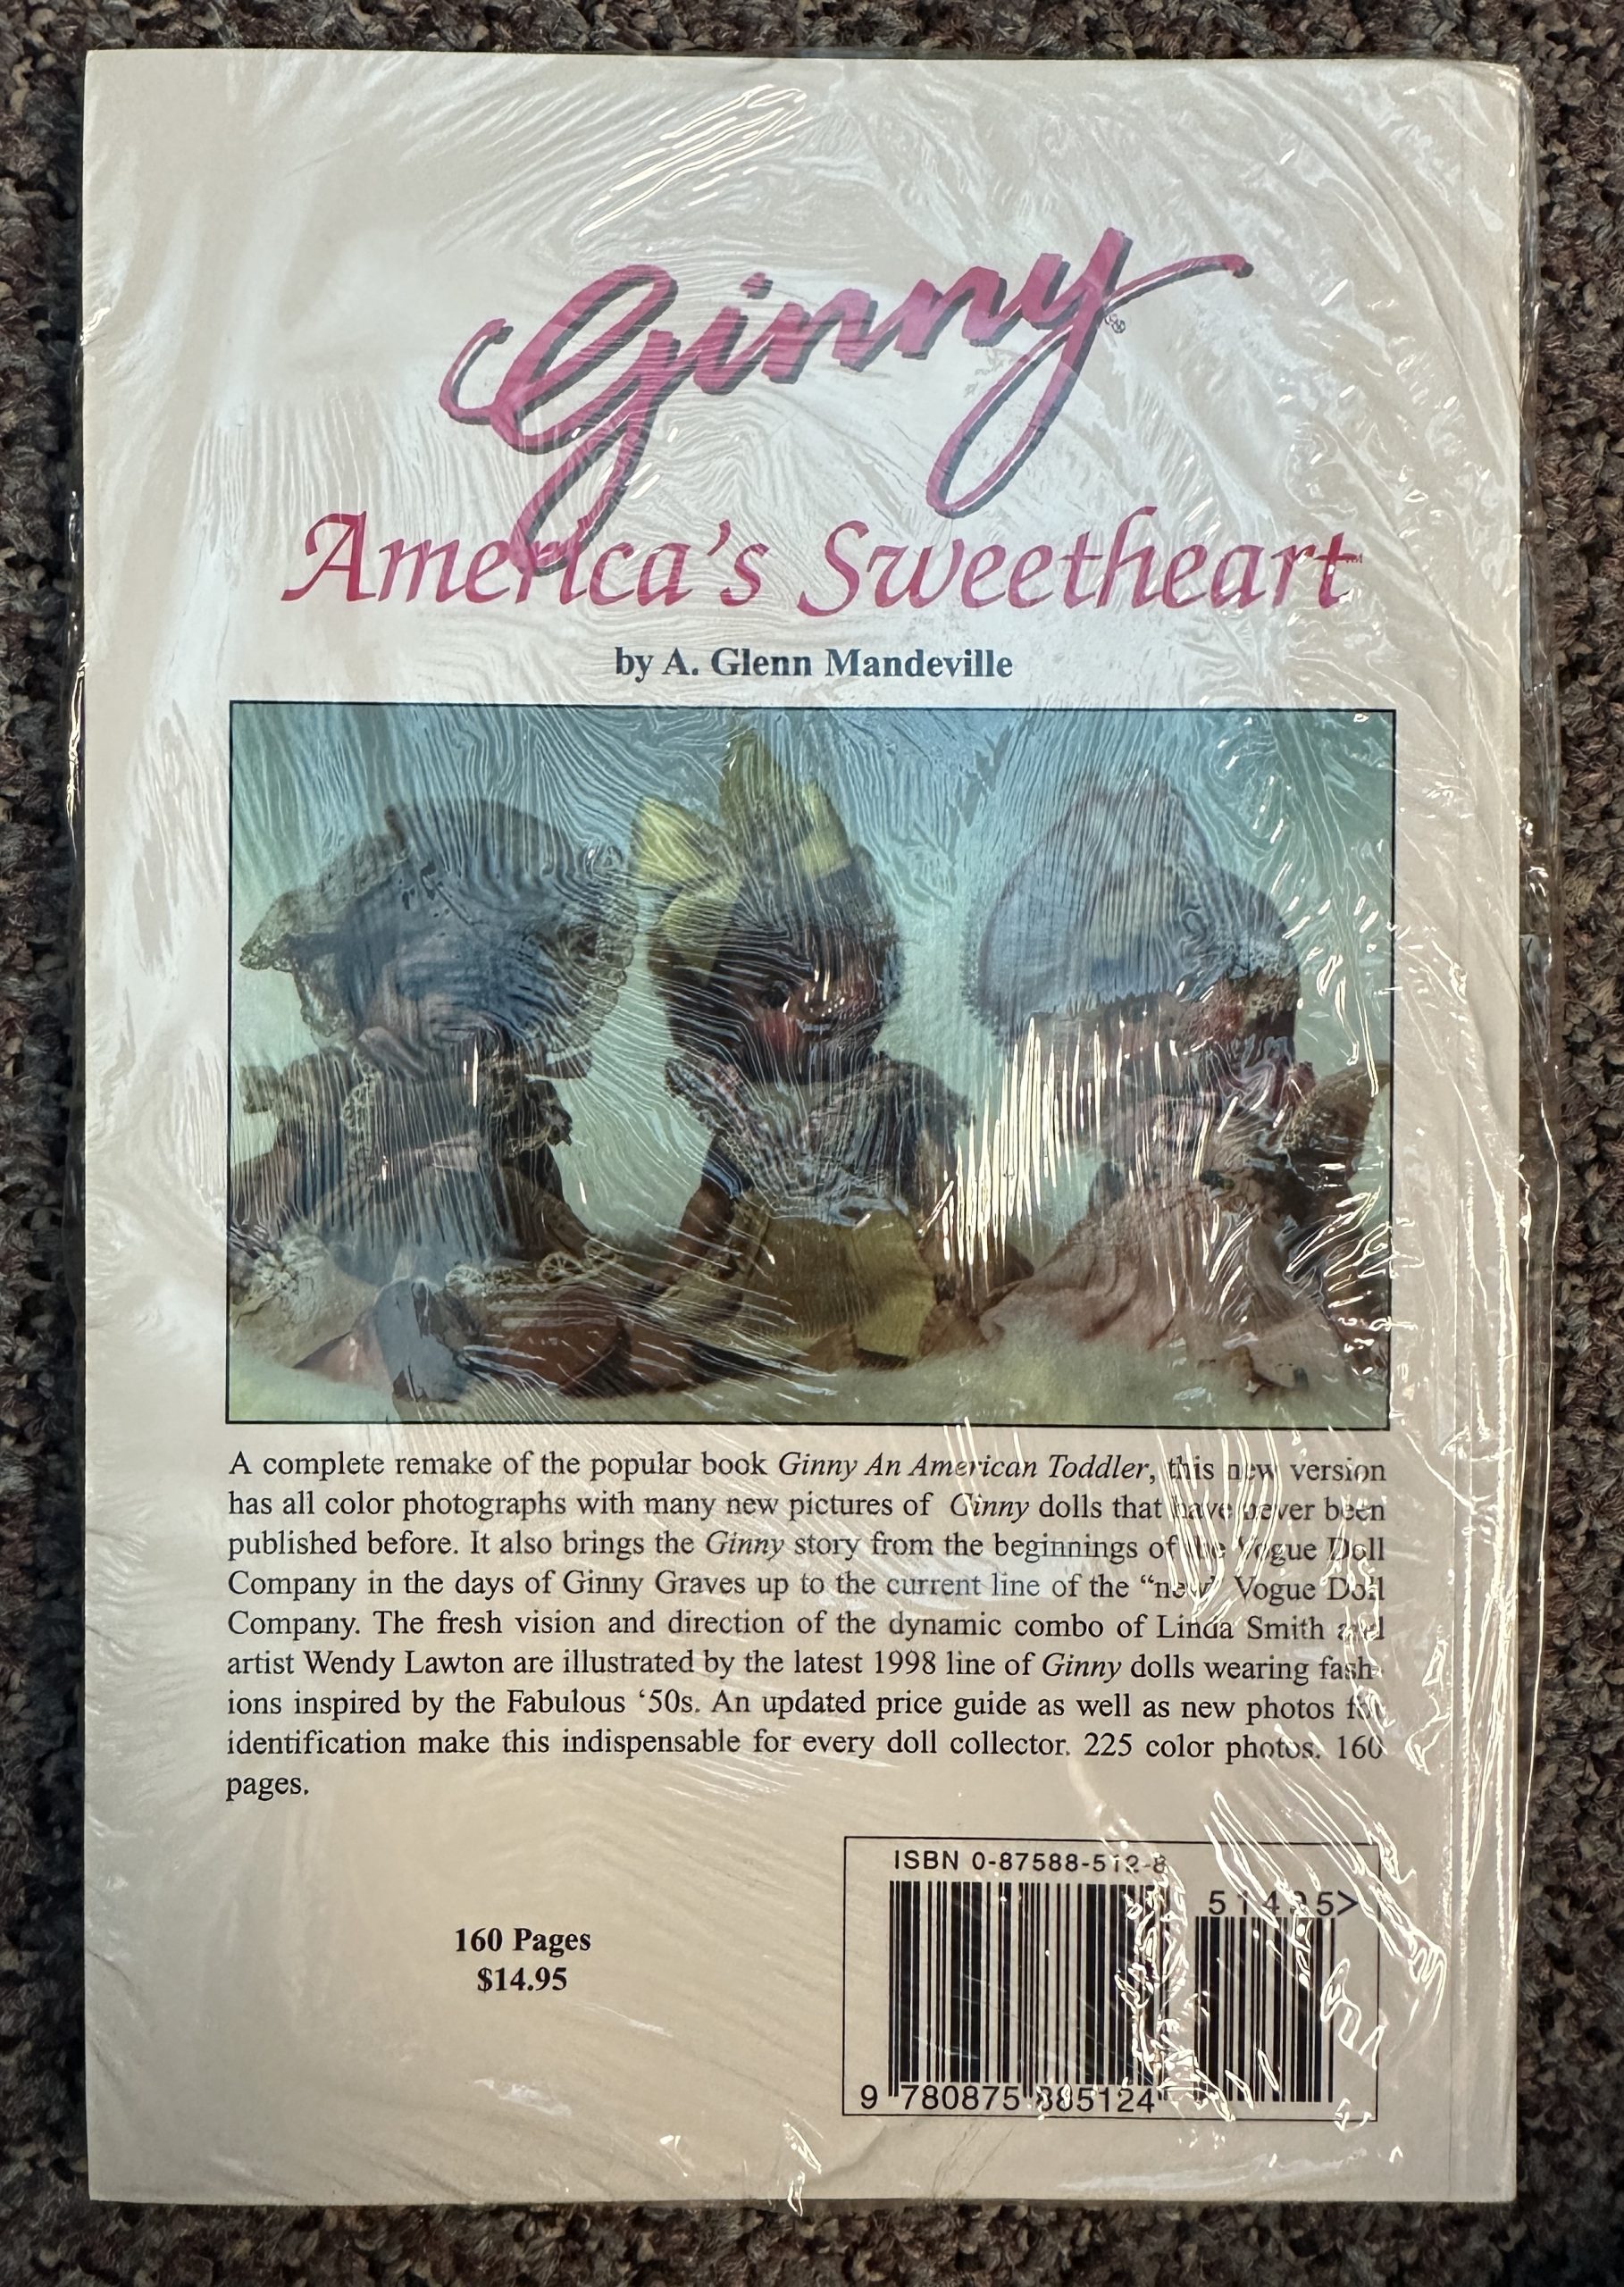 Ginny®
America's Sweetheart™
by A. Glenn Mandeville
A complete remake of the popular book Ginny An American Toddler, this new version
has all color photographs with many new pictures of Ginny dolls that have never been
published before. It also brings the Ginny story from the beginnings of the Vogue Doll
Company in the days of Ginny Graves up to the current line of the “new” Vogue Doll
Company. The fresh vision and direction of the dynamic combo of Linda Smith and
artist Wendy Lawton are illustrated by the latest 1998 line of Ginny dolls wearing fash-
ions inspired by the Fabulous ‘50s. An updated price guide as well as new photos for
identification make this indispensable for every doll collector. 225 color photos. 160
pages.
160 Pages
$14.95
ISBN 0-87588-512-8
51495>
9 780875 885124